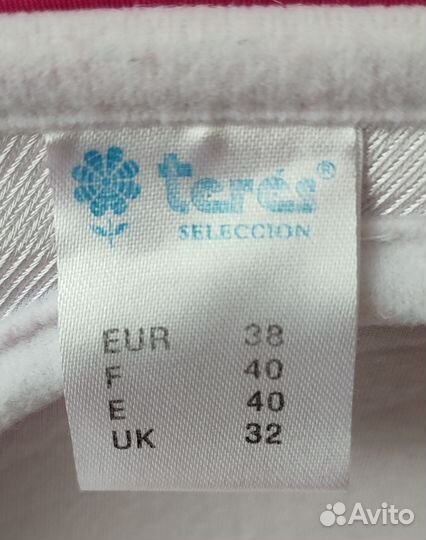 terés®
SELECCION
EUR 38
F 40
E 40
UK 32
Avito